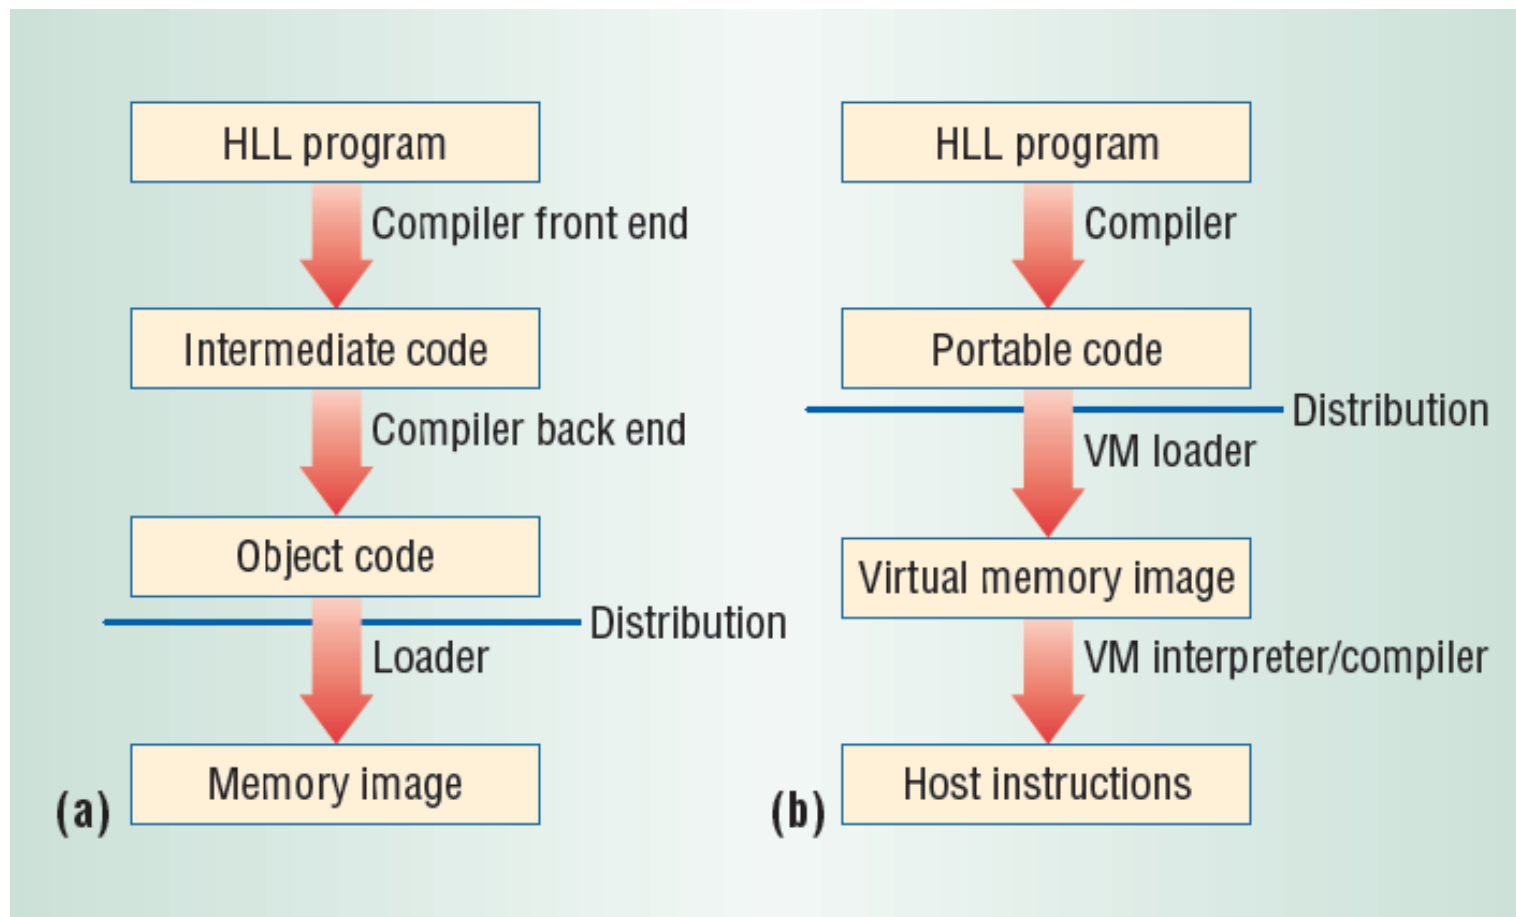 HLL program
Compiler front end
Intermediate code
Compiler back end
Object code
Distribution
Loader
Memory image
(a)
HLL program
Compiler
Portable code
Distribution
VM loader
Virtual memory image
VM interpreter/compiler
Host instructions
(b)